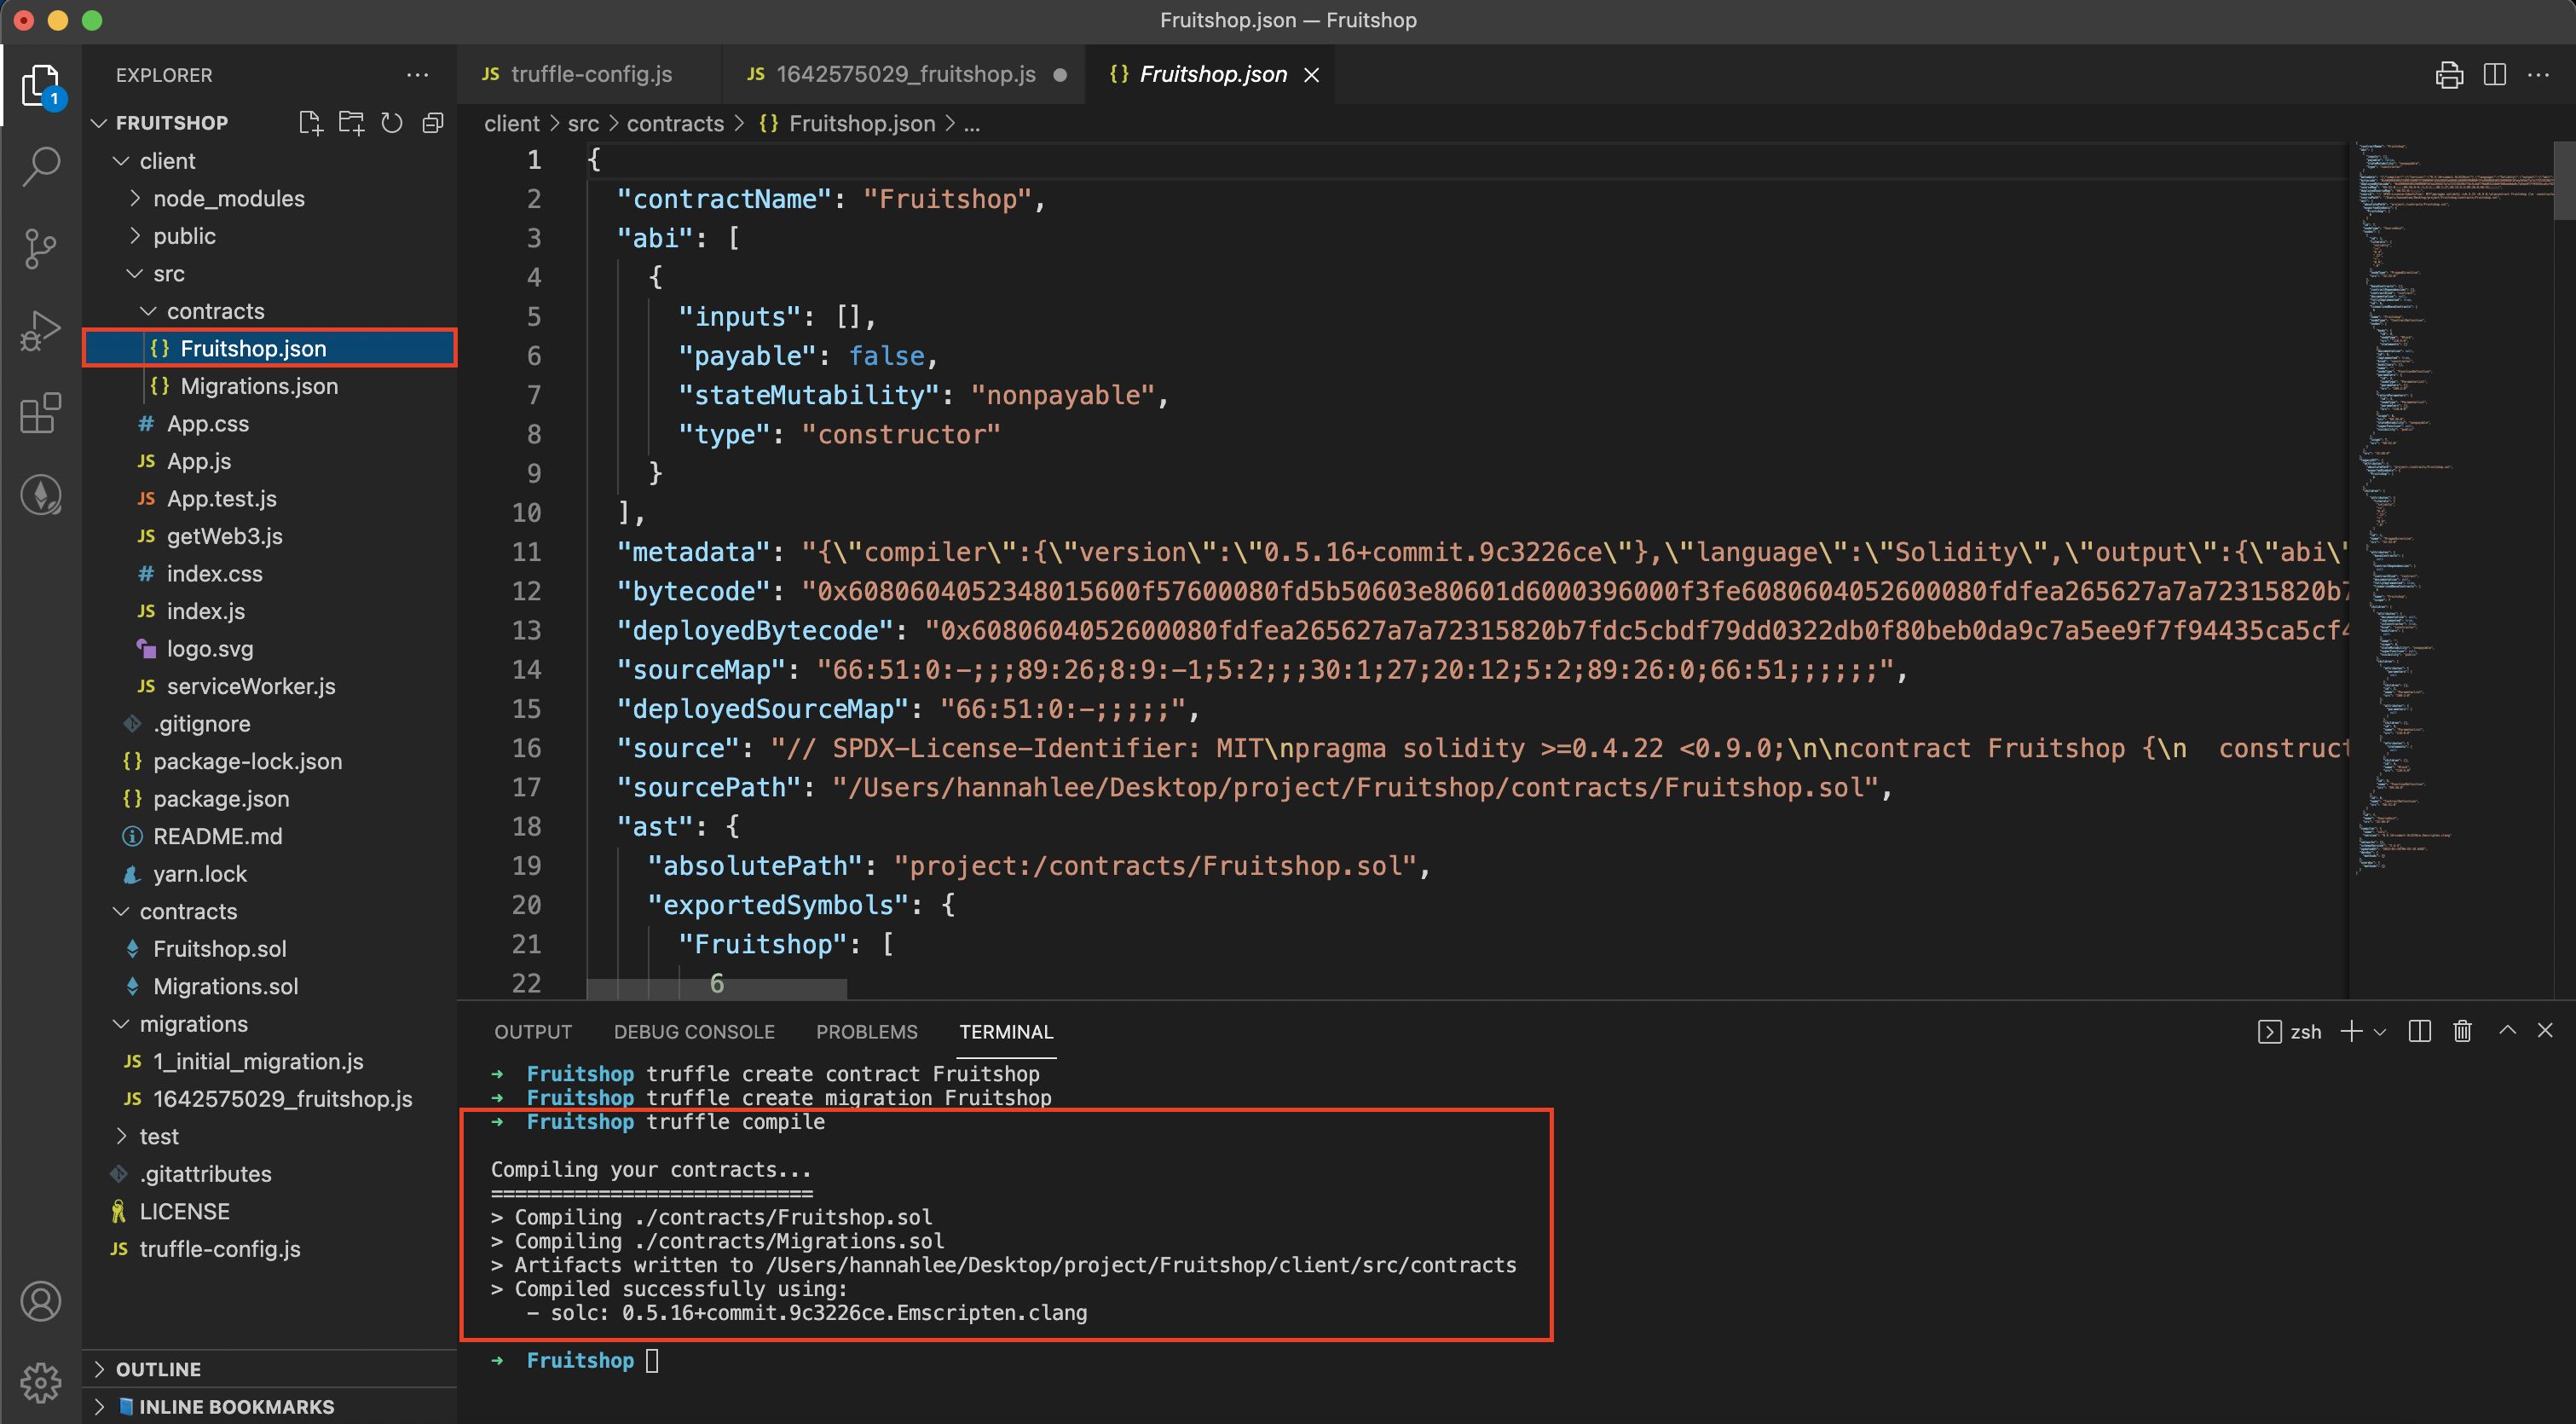 Fruitshop.json — Fruitshop
EXPLORER
1
FRUITSHOP
client
node_modules
public
src
contracts
{} Fruitshop.json
{} Migrations.json
# App.css
JS App.js
JS App.test.js
JS getWeb3.js
# index.css
JS index.js
logo.svg
JS serviceWorker.js
.gitignore
{} package-lock.json
{} package.json
README.md
yarn.lock
contracts
Fruitshop.sol
Migrations.sol
migrations
JS 1_initial_migration.js
JS 1642575029_fruitshop.js
test
.gitattributes
LICENSE
JS truffle-config.js
OUTLINE
INLINE BOOKMARKS
JS truffle-config.js
JS 1642575029_fruitshop.js
{} Fruitshop.json
client > src > contracts > {} Fruitshop.json > ...
1 {
2 "contractName": "Fruitshop",
3 "abi": [
4 {
5 "inputs": [],
6 "payable": false,
7 "stateMutability": "nonpayable",
8 "type": "constructor"
9 }
10 ],
11 "metadata": "{\"compiler\":{\"version\":\"0.5.16+commit.9c3226ce\"},\"language\":\"Solidity\",\"output\":{\"abi\"
12 "bytecode": "0x6080604052348015600f57600080fd5b50603e80601d6000396000f3fe6080604052600080fdfea265627a7a72315820b7
13 "deployedBytecode": "0x6080604052600080fdfea265627a7a72315820b7fdc5cbdf79dd0322db0f80beb0da9c7a5ee9f7f94435ca5cf4
14 "sourceMap": "66:51:0:-;;;89:26;8:9:-1;5:2;;;30:1;27;20:12;5:2;89:26:0;66:51;;;;;;",
15 "deployedSourceMap": "66:51:0:-;;;;;",
16 "source": "// SPDX-License-Identifier: MIT\npragma solidity >=0.4.22 <0.9.0;\n\ncontract Fruitshop {\n  construct
17 "sourcePath": "/Users/hannahlee/Desktop/project/Fruitshop/contracts/Fruitshop.sol",
18 "ast": {
19 "absolutePath": "project:/contracts/Fruitshop.sol",
20 "exportedSymbols": {
21 "Fruitshop": [
22 6
OUTPUT DEBUG CONSOLE PROBLEMS TERMINAL
zsh
➜ Fruitshop truffle create contract Fruitshop
➜ Fruitshop truffle create migration Fruitshop
➜ Fruitshop truffle compile
Compiling your contracts...
===========================
> Compiling ./contracts/Fruitshop.sol
> Compiling ./contracts/Migrations.sol
> Artifacts written to /Users/hannahlee/Desktop/project/Fruitshop/client/src/contracts
> Compiled successfully using:
- solc: 0.5.16+commit.9c3226ce.Emscripten.clang
➜ Fruitshop